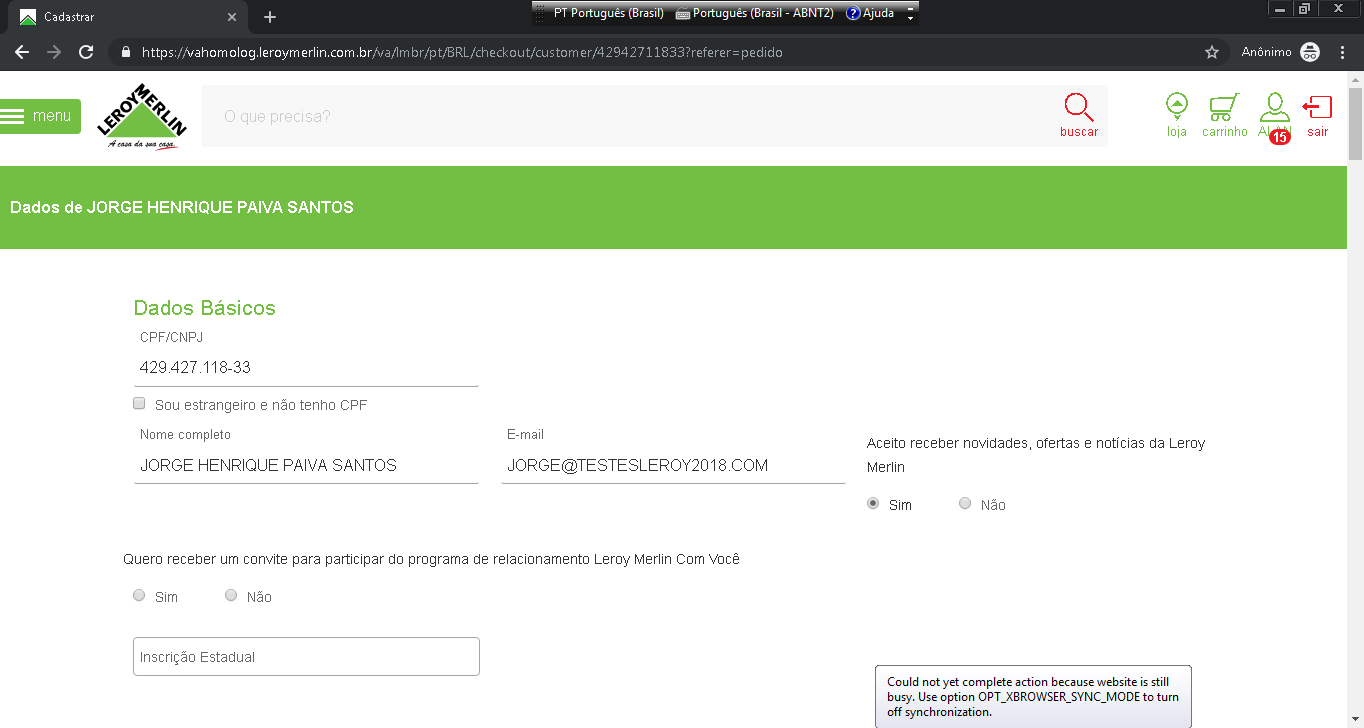 Cadastrar
PT Português (Brasil) Português (Brasil - ABNT2) Ajuda
https://vahomolog.leroymerlin.com.br/va/lmbr/pt/BRL/checkout/customer/42942711833?referer=pedido
Anônimo
menu
LEROY MERLIN
A casa da sua casa.
O que precisa?
buscar
loja
carrinho
ALAN
15
sair
Dados de JORGE HENRIQUE PAIVA SANTOS
Dados Básicos
CPF/CNPJ
429.427.118-33
Sou estrangeiro e não tenho CPF
Nome completo
JORGE HENRIQUE PAIVA SANTOS
E-mail
JORGE@TESTESLEROY2018.COM
Aceito receber novidades, ofertas e notícias da Leroy
Merlin
Sim Não
Quero receber um convite para participar do programa de relacionamento Leroy Merlin Com Você
Sim Não
Inscrição Estadual
Could not yet complete action because website is still
busy. Use option OPT_XBROWSER_SYNC_MODE to turn
off synchronization.